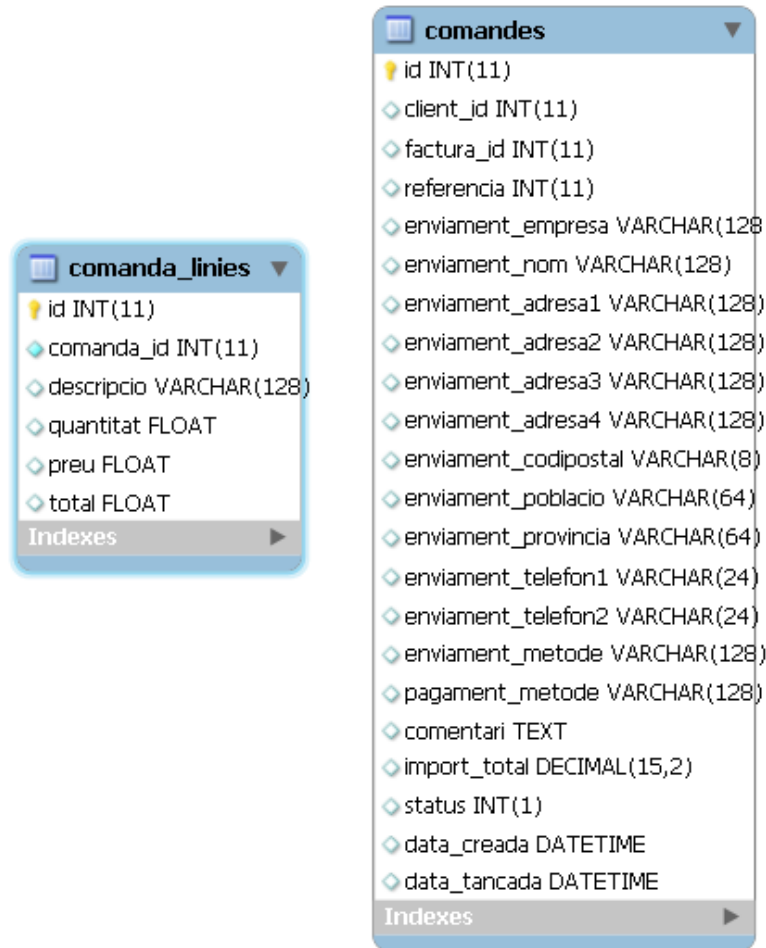 comanda_linies
id INT(11)
comanda_id INT(11)
descripcio VARCHAR(128)
quantitat FLOAT
preu FLOAT
total FLOAT
Indexes
comandes
id INT(11)
client_id INT(11)
factura_id INT(11)
referencia INT(11)
enviament_empresa VARCHAR(128
enviament_nom VARCHAR(128)
enviament_adresa1 VARCHAR(128)
enviament_adresa2 VARCHAR(128)
enviament_adresa3 VARCHAR(128)
enviament_adresa4 VARCHAR(128)
enviament_codipostal VARCHAR(8)
enviament_poblacio VARCHAR(64)
enviament_provincia VARCHAR(64)
enviament_telefon1 VARCHAR(24)
enviament_telefon2 VARCHAR(24)
enviament_metode VARCHAR(128)
pagament_metode VARCHAR(128)
comentari TEXT
import_total DECIMAL(15,2)
status INT(1)
data_creada DATETIME
data_tancada DATETIME
Indexes